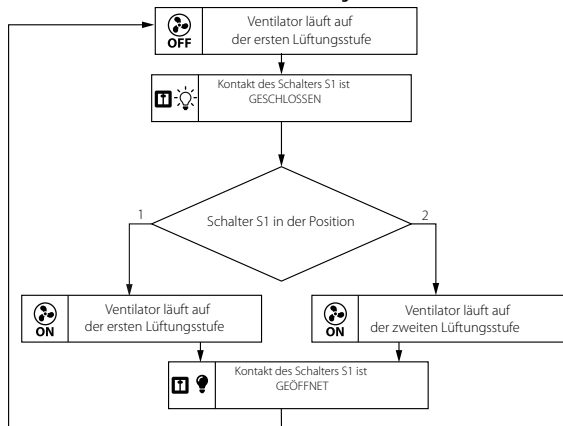 Ventilator läuft auf
der ersten Lüftungsstufe
OFF
Kontakt des Schalters S1 ist
GESCHLOSSEN
Schalter S1 in der Position
1
2
Ventilator läuft auf
der ersten Lüftungsstufe
ON
Ventilator läuft auf
der zweiten Lüftungsstufe
ON
Kontakt des Schalters S1 ist
GEÖFFNET